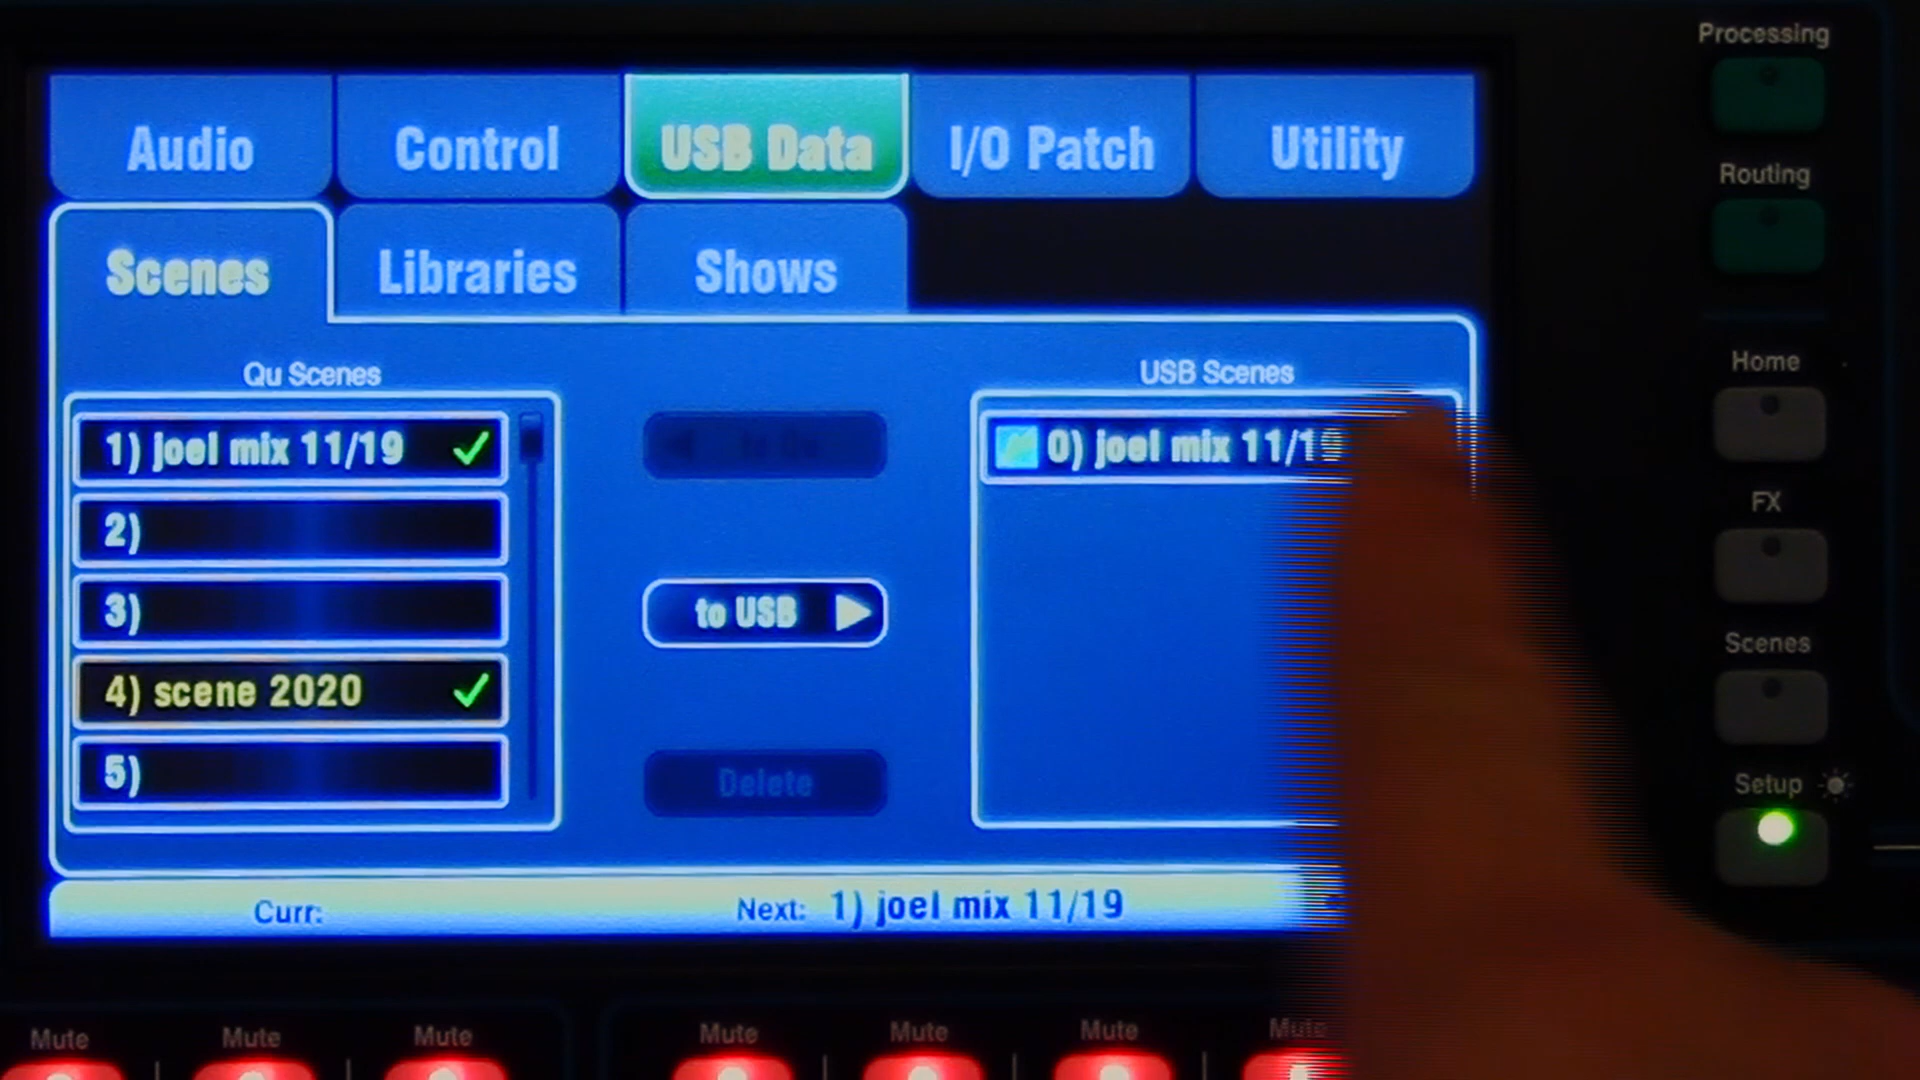 Processing
Audio
Control
USB Data
I/O Patch
Utility
Routing
Scenes
Libraries
Shows
Qu Scenes
USB Scenes
Home
1) joel mix 11/19
0) joel mix 11/19
2)
FX
3)
to USB
Scenes
4) scene 2020
5)
Delete
Setup
Curr:
Next: 1) joel mix 11/19
Mute
Mute
Mute
Mute
Mute
Mute
Mute